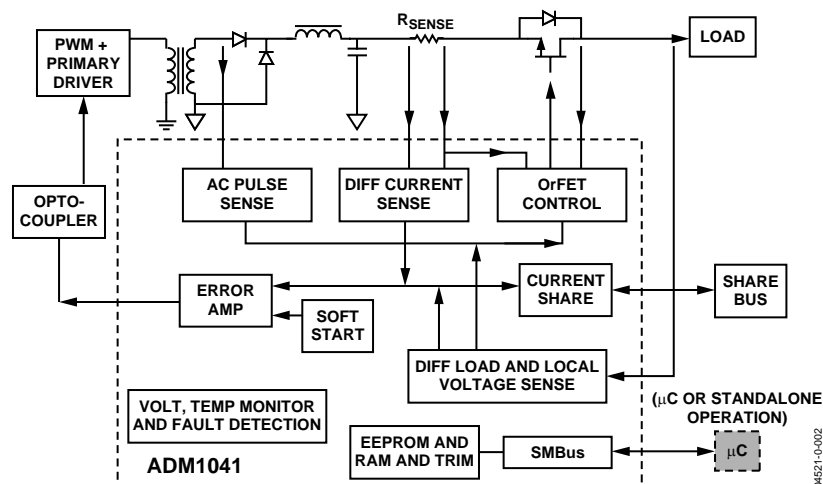 PWM +
PRIMARY
DRIVER
RSENSE
LOAD
AC PULSE
SENSE
DIFF CURRENT
SENSE
OrFET
CONTROL
OPTO-
COUPLER
ERROR
AMP
SOFT
START
CURRENT
SHARE
SHARE
BUS
DIFF LOAD AND LOCAL
VOLTAGE SENSE
VOLT, TEMP MONITOR
AND FAULT DETECTION
(μC OR STANDALONE
OPERATION)
EEPROM AND
RAM AND TRIM
SMBus
μC
ADM1041
04521-0-002